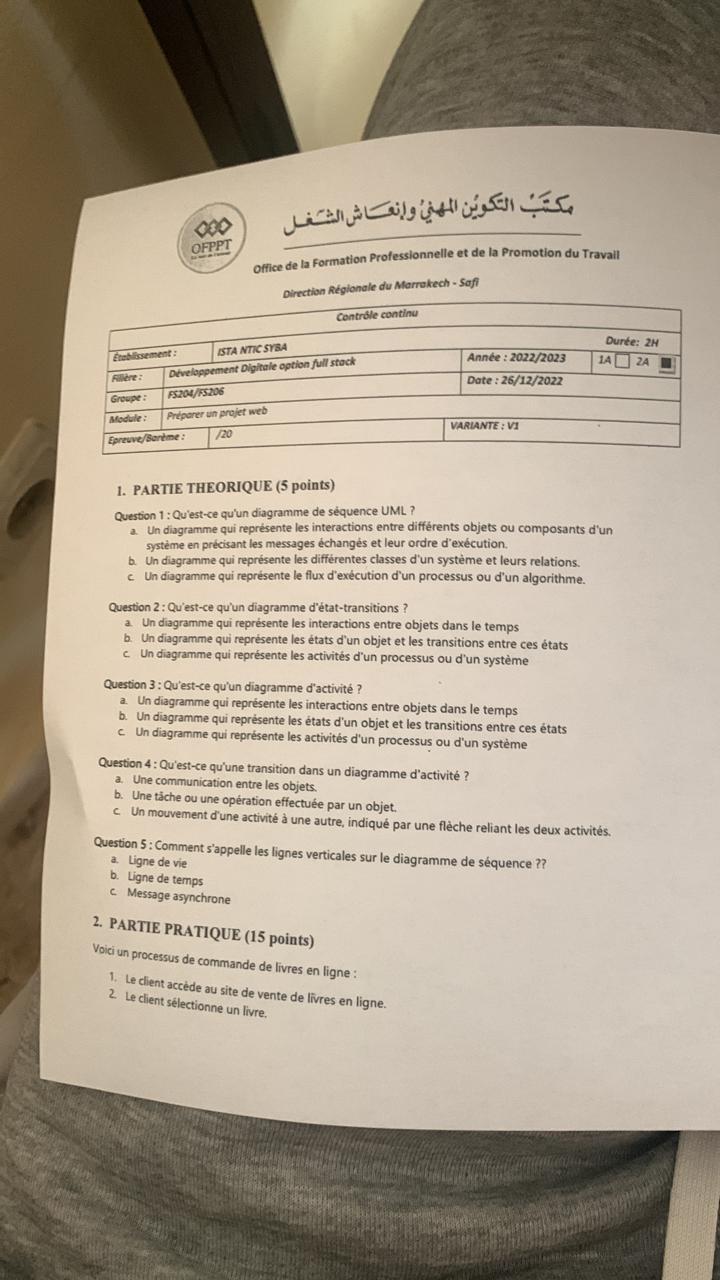 مكتب التكوين المهني وإنعاش الشغل
OFPPT
Office de la Formation Professionnelle et de la Promotion du Travail
Direction Régionale du Marrakech - Safi
Contrôle continu
Établissement : ISTA NTIC SYBA Durée: 2H
Filière : Développement Digitale option full stack Année : 2022/2023 1A 2A
Groupe : FS204/FS206 Date : 26/12/2022
Module : Préparer un projet web
Epreuve/Barème : /20 VARIANTE : V1
1. PARTIE THEORIQUE (5 points)
Question 1 : Qu'est-ce qu'un diagramme de séquence UML ?
a. Un diagramme qui représente les interactions entre différents objets ou composants d'un
système en précisant les messages échangés et leur ordre d'exécution.
b. Un diagramme qui représente les différentes classes d'un système et leurs relations.
c. Un diagramme qui représente le flux d'exécution d'un processus ou d'un algorithme.
Question 2 : Qu'est-ce qu'un diagramme d'état-transitions ?
a. Un diagramme qui représente les interactions entre objets dans le temps
b. Un diagramme qui représente les états d'un objet et les transitions entre ces états
c. Un diagramme qui représente les activités d'un processus ou d'un système
Question 3 : Qu'est-ce qu'un diagramme d'activité ?
a. Un diagramme qui représente les interactions entre objets dans le temps
b. Un diagramme qui représente les états d'un objet et les transitions entre ces états
c. Un diagramme qui représente les activités d'un processus ou d'un système
Question 4 : Qu'est-ce qu'une transition dans un diagramme d'activité ?
a. Une communication entre les objets.
b. Une tâche ou une opération effectuée par un objet.
c. Un mouvement d'une activité à une autre, indiqué par une flèche reliant les deux activités.
Question 5 : Comment s'appelle les lignes verticales sur le diagramme de séquence ??
a. Ligne de vie
b. Ligne de temps
c. Message asynchrone
2. PARTIE PRATIQUE (15 points)
Voici un processus de commande de livres en ligne :
1. Le client accède au site de vente de livres en ligne.
2. Le client sélectionne un livre.